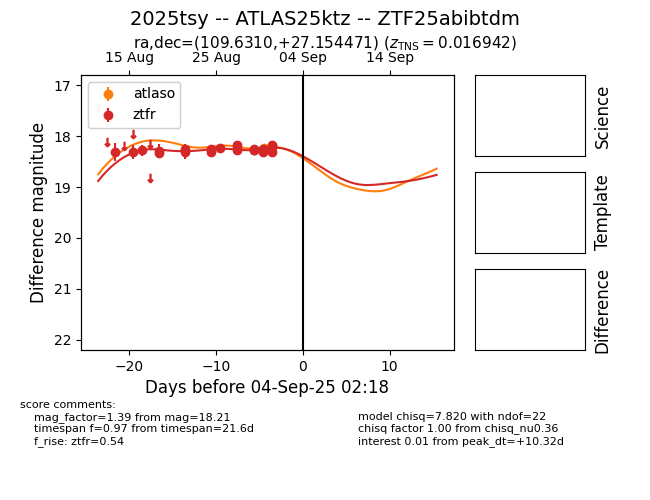 2025tsy -- ATLAS25ktz -- ZTF25abibtdm
ra,dec=(109.6310,+27.154471) (z_TNS = 0.016942)
15 Aug 25 Aug 04 Sep 14 Sep
atlaso
ztfr
17
18
19
20
21
22
Difference magnitude
−20 −10 0 10
Days before 04-Sep-25 02:18
Science
Template
Difference
score comments:
mag_factor=1.39 from mag=18.21
timespan f=0.97 from timespan=21.6d
f_rise: ztfr=0.54
model chisq=7.820 with ndof=22
chisq factor 1.00 from chisq_nu0.36
interest 0.01 from peak_dt=+10.32d